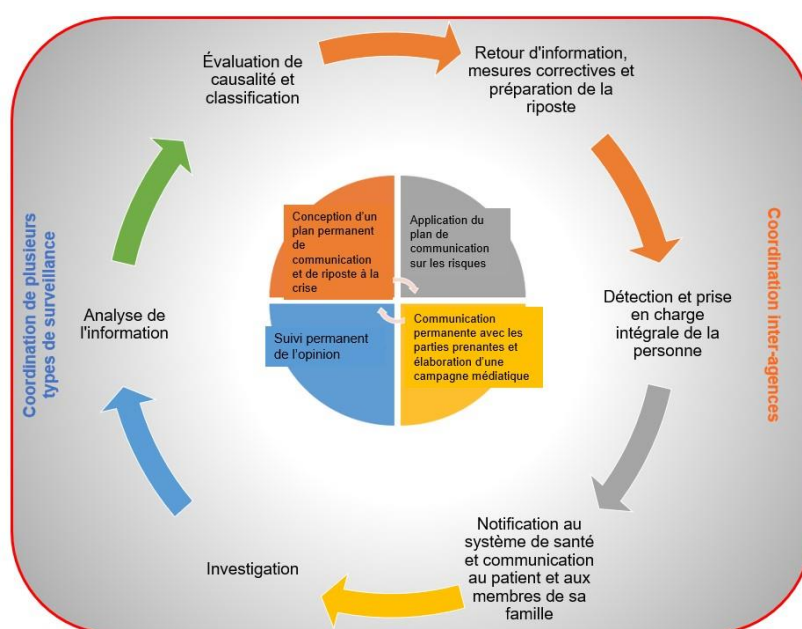 Évaluation de
causalité et
classification
Retour d'information,
mesures correctives et
préparation de la
riposte
Détection et prise
en charge
intégrale de la
personne
Notification au
système de santé
et communication
au patient et aux
membres de sa
famille
Investigation
Analyse de
l'information
Coordination de plusieurs
types de surveillance
Coordination inter-agences
Conception d'un
plan permanent
de
communication
et de riposte à la
crise
Application du
plan de
communication
sur les risques
Communication
permanente avec les
parties prenantes et
élaboration d'une
campagne médiatique
Suivi permanent
de l'opinion